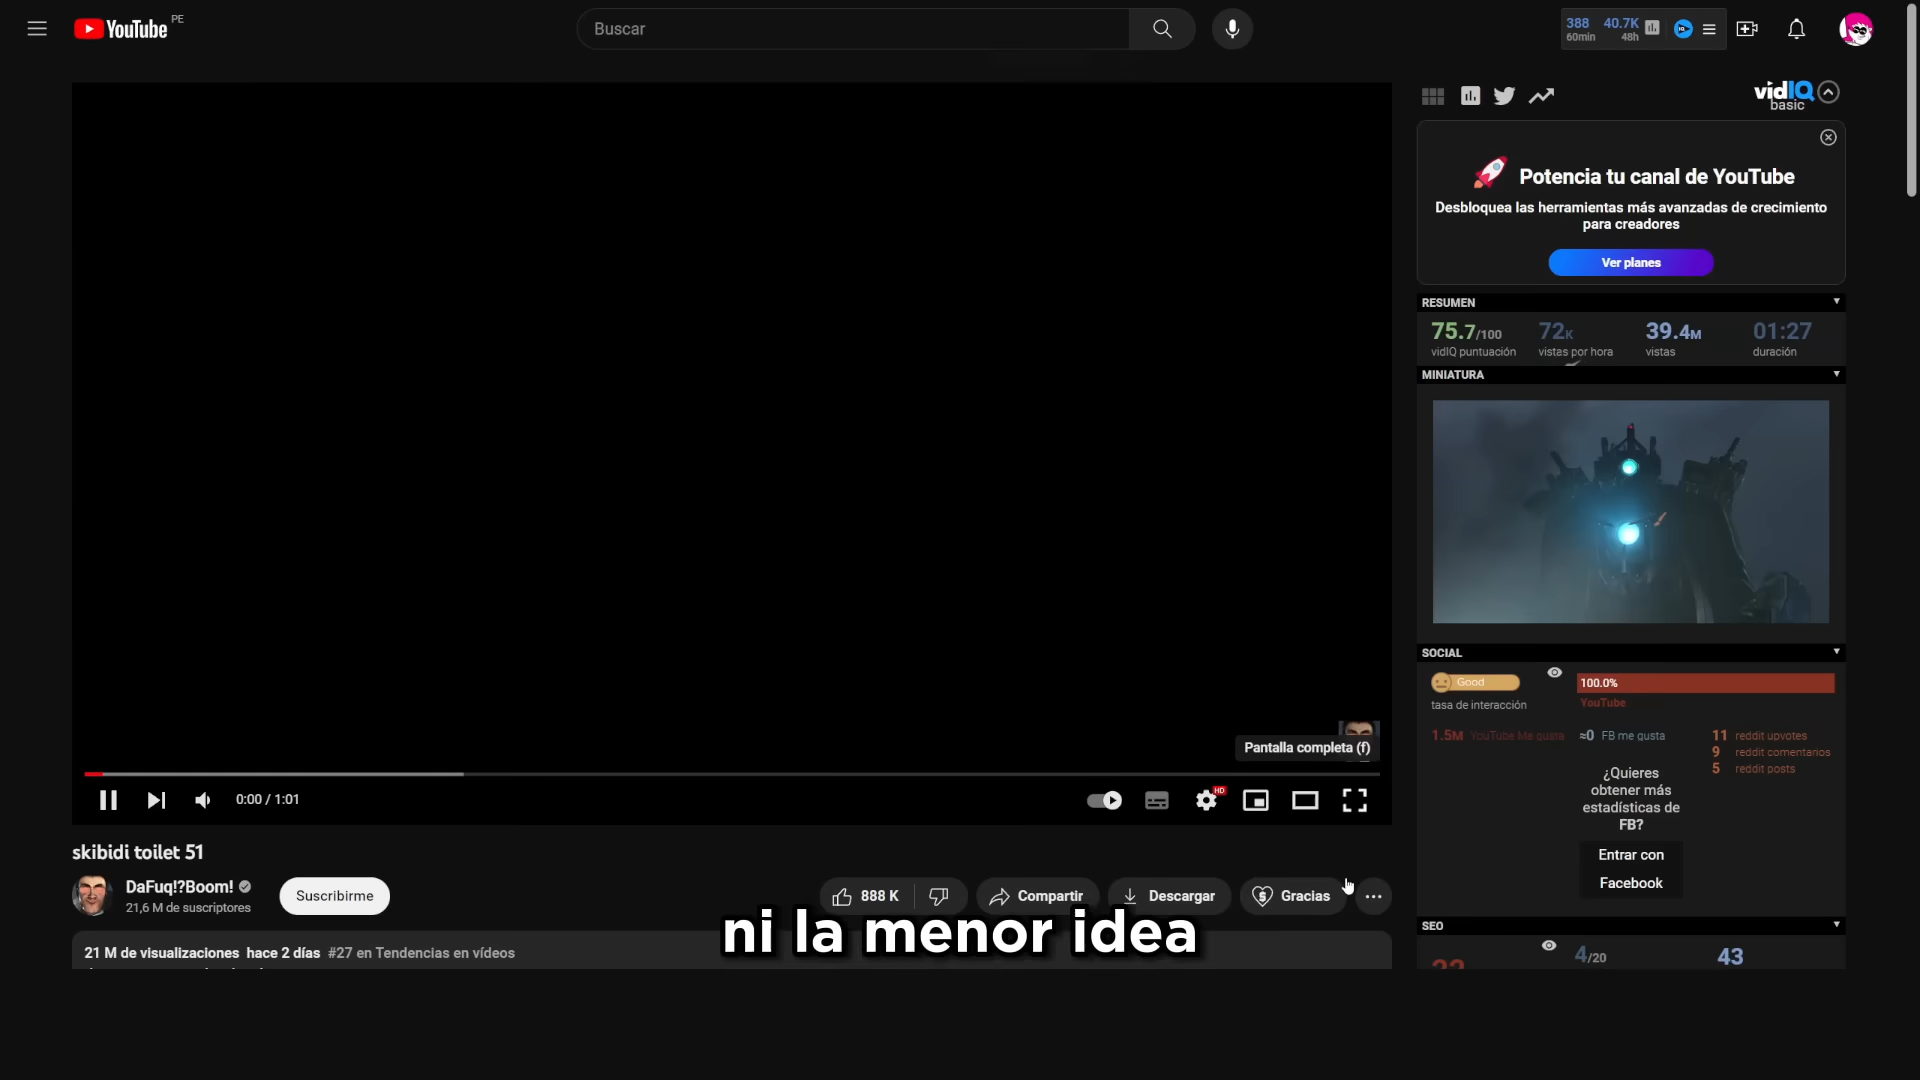 YouTube PE
Buscar
388 40.7K
60min 48h
vidIQ
basic
Potencia tu canal de YouTube
Desbloquea las herramientas más avanzadas de crecimiento
para creadores
Ver planes
RESUMEN
75.7/100 72K 39.4M 01:27
vidIQ puntuación vistas por hora vistas duración
MINIATURA
SOCIAL
Good 100.0%
tasa de interacción YouTube
1.5M YouTube Me gusta ≈0 FB me gusta 11 reddit upvotes
9 reddit comentarios
5 reddit posts
¿Quieres
obtener más
estadísticas de
FB?
Entrar con
Facebook
SEO
4/20 43
Pantalla completa (f)
0:00 / 1:01
HD
skibidi toilet 51
DaFuq!?Boom!
21,6 M de suscriptores
Suscribirme
888 K Compartir Descargar Gracias
ni la menor idea
21 M de visualizaciones hace 2 días #27 en Tendencias en vídeos